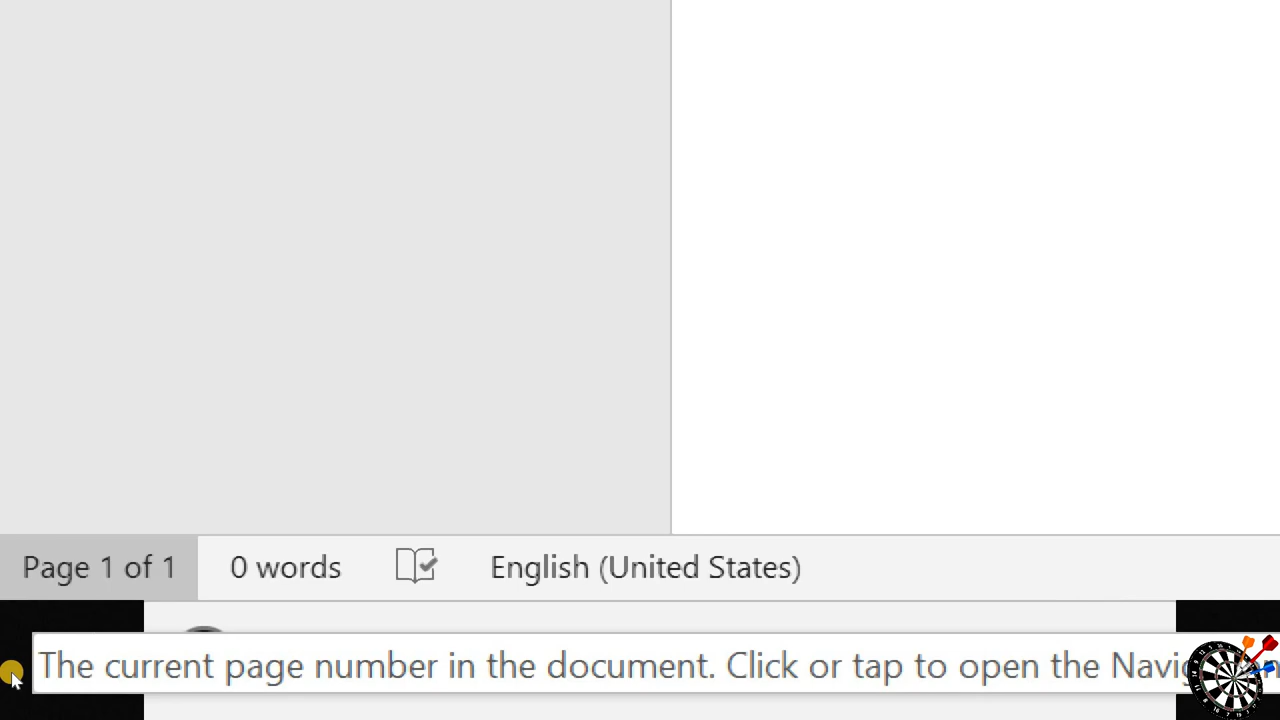 Page 1 of 1 0 words English (United States)
The current page number in the document. Click or tap to open the